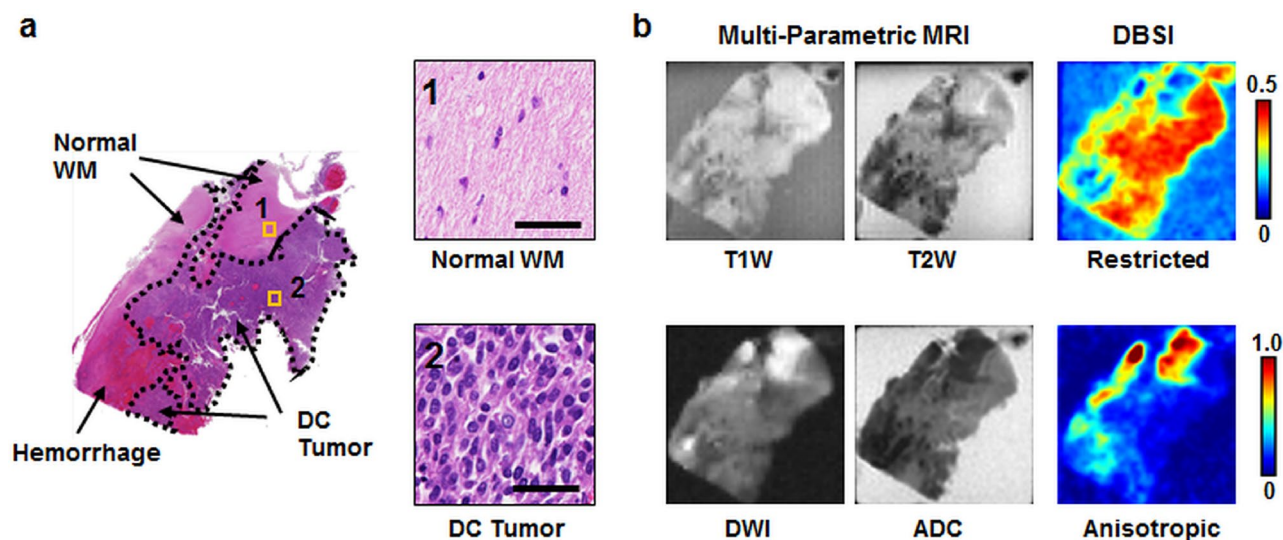 a
Normal
WM
1
2
Hemorrhage
DC
Tumor
1
Normal WM
2
DC Tumor
b
Multi-Parametric MRI
DBSI
T1W
T2W
Restricted
0.5
0
DWI
ADC
Anisotropic
1.0
0